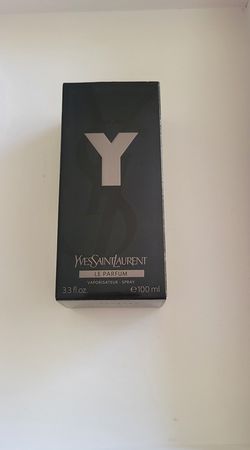 Y
YVESSAINTLAURENT
LE PARFUM
VAPORISATEUR · SPRAY
3.3 fl.oz. ℮100 ml